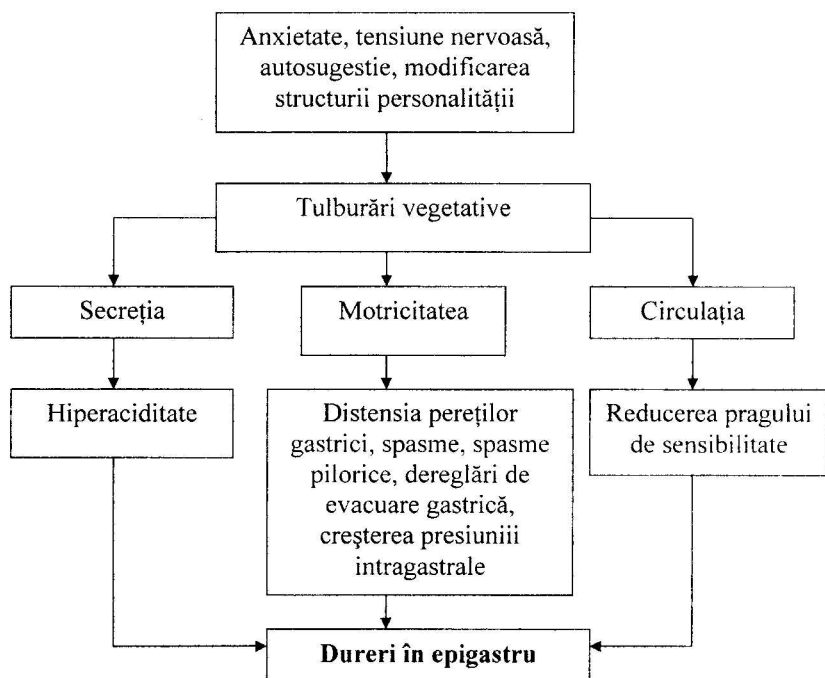 Anxietate, tensiune nervoasă,
autosugestie, modificarea
structurii personalității
Tulburări vegetative
Secreția
Motricitatea
Circulația
Hiperaciditate
Distensia pereților
gastrici, spasme, spasme
pilorice, dereglări de
evacuare gastrică,
creşterea presiuniii
intragastrale
Reducerea pragului
de sensibilitate
Dureri în epigastru